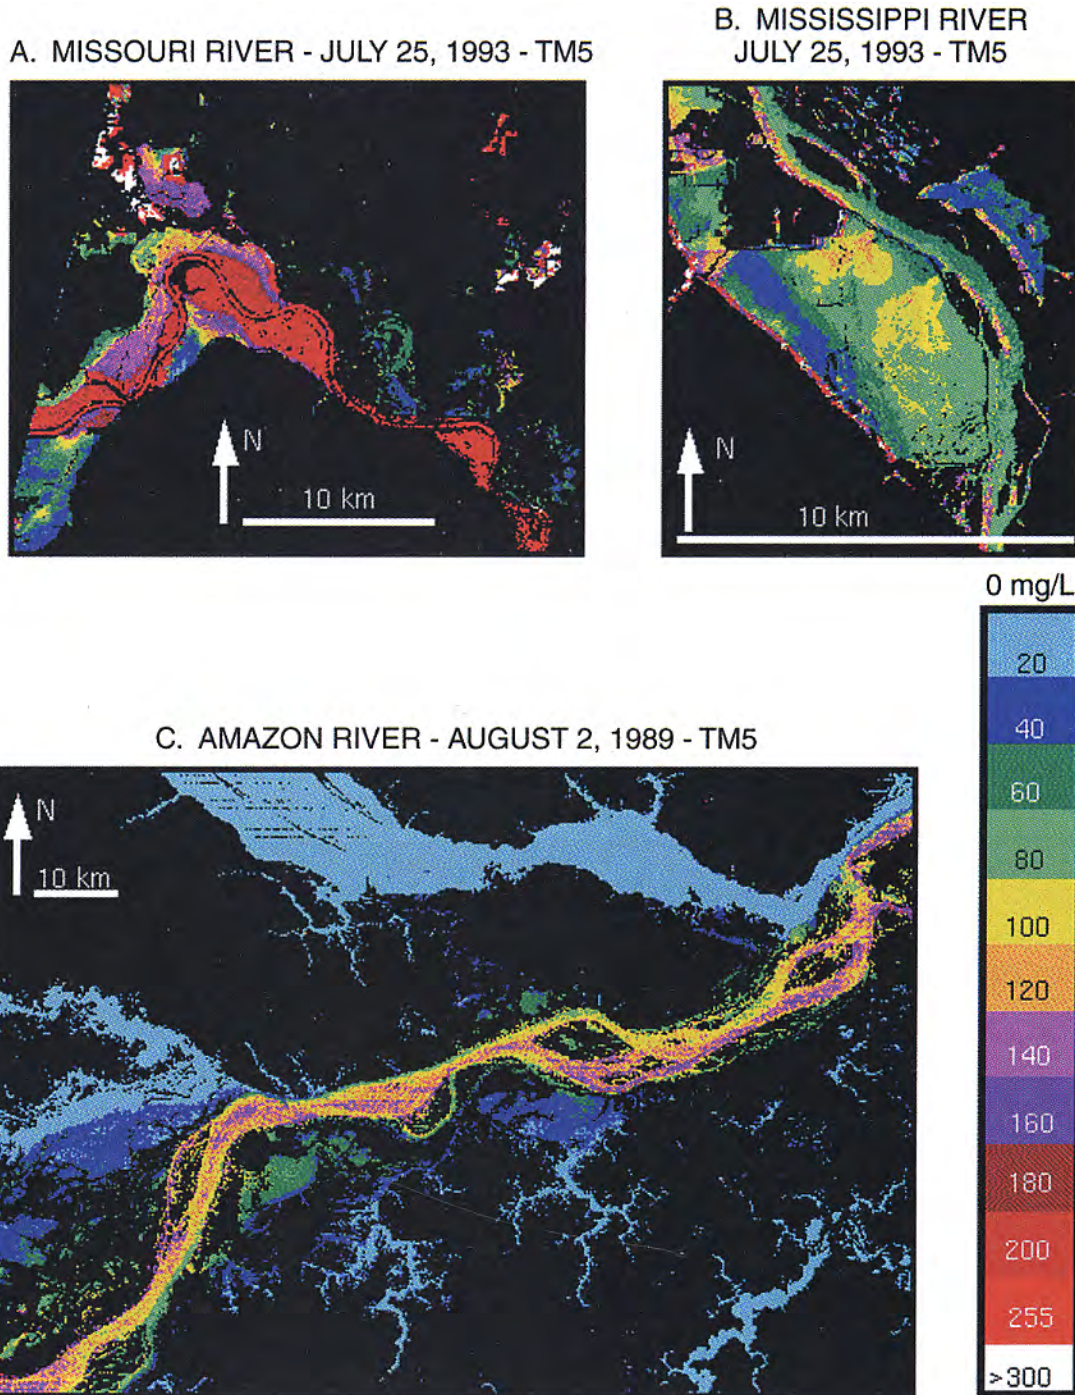 A. MISSOURI RIVER - JULY 25, 1993 - TM5
B. MISSISSIPPI RIVER
JULY 25, 1993 - TM5
N
10 km
N
10 km
0 mg/L
20
40
60
80
100
120
140
160
180
200
255
>300
C. AMAZON RIVER - AUGUST 2, 1989 - TM5
N
10 km